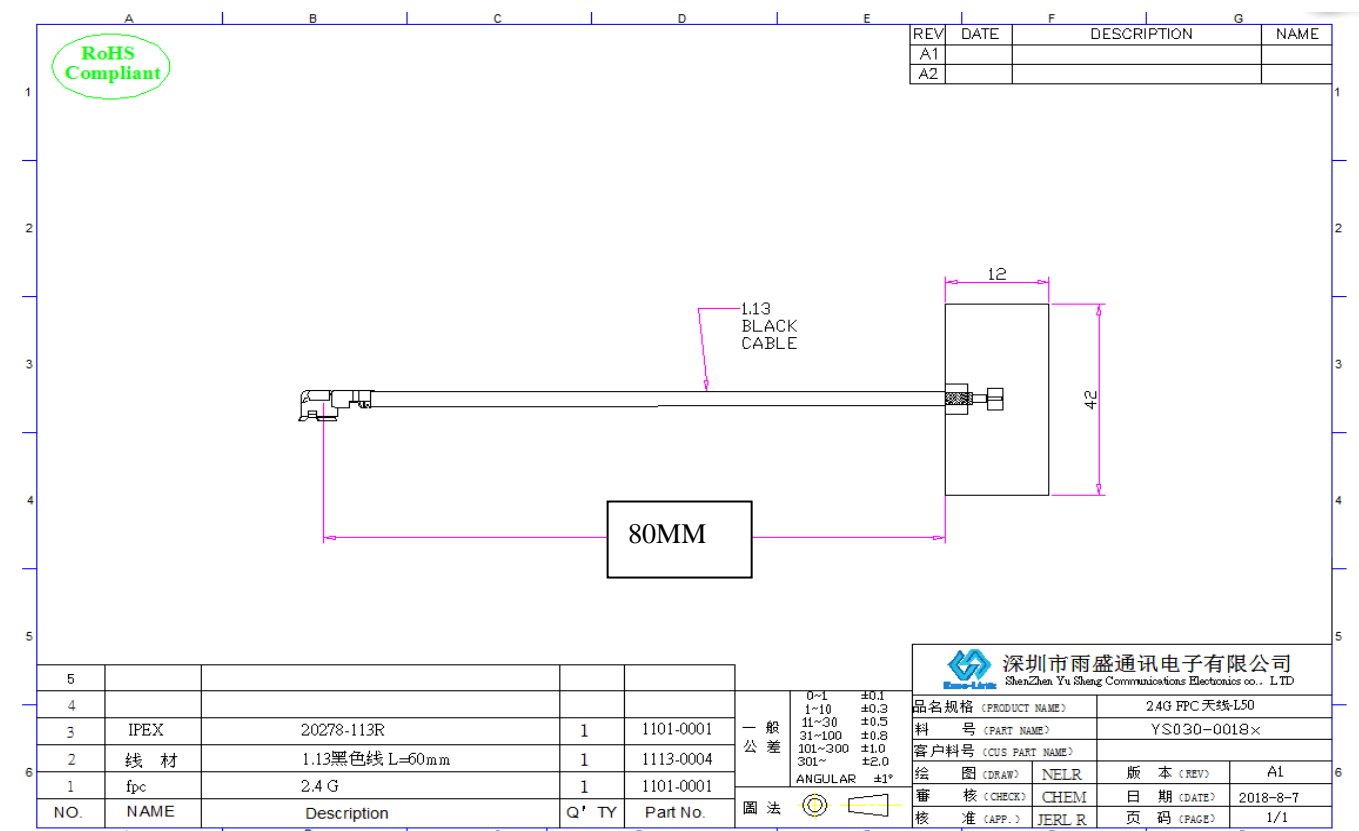 A B C D E F G
RoHS
Compliant
REV DATE DESCRIPTION NAME
A1
A2
1 1
2 2
12
1.13
BLACK
CABLE
3 3
42
4 4
80MM
5 5
深圳市雨盛通讯电子有限公司
ShenZhen Yu Sheng Communications Electronics co.. LTD
5
4
3 IPEX 20278-113R 1 1101-0001
2 线 材 1.13黑色线 L=60mm 1 1113-0004
1 fpc 2.4 G 1 1101-0001
NO. NAME Description Q' TY Part No.
一 般
公 差
0~1 ±0.1
1~10 ±0.3
11~30 ±0.5
31~100 ±0.8
101~300 ±1.0
301~ ±2.0
ANGULAR ±1°
圖 法
品名规格 (PRODUCT NAME) 2.4G FPC 天线-L50
料 号 (PART NAME) YS030-0018×
客户料号 (CUS PART NAME)
绘 图 (DRAW) NELR 版 本 (REV) A1
6 6
審 核 (CHECK) CHEM 日 期 (DATE) 2018-8-7
核 准 (APP.) JERL R 页 码 (PAGE) 1/1